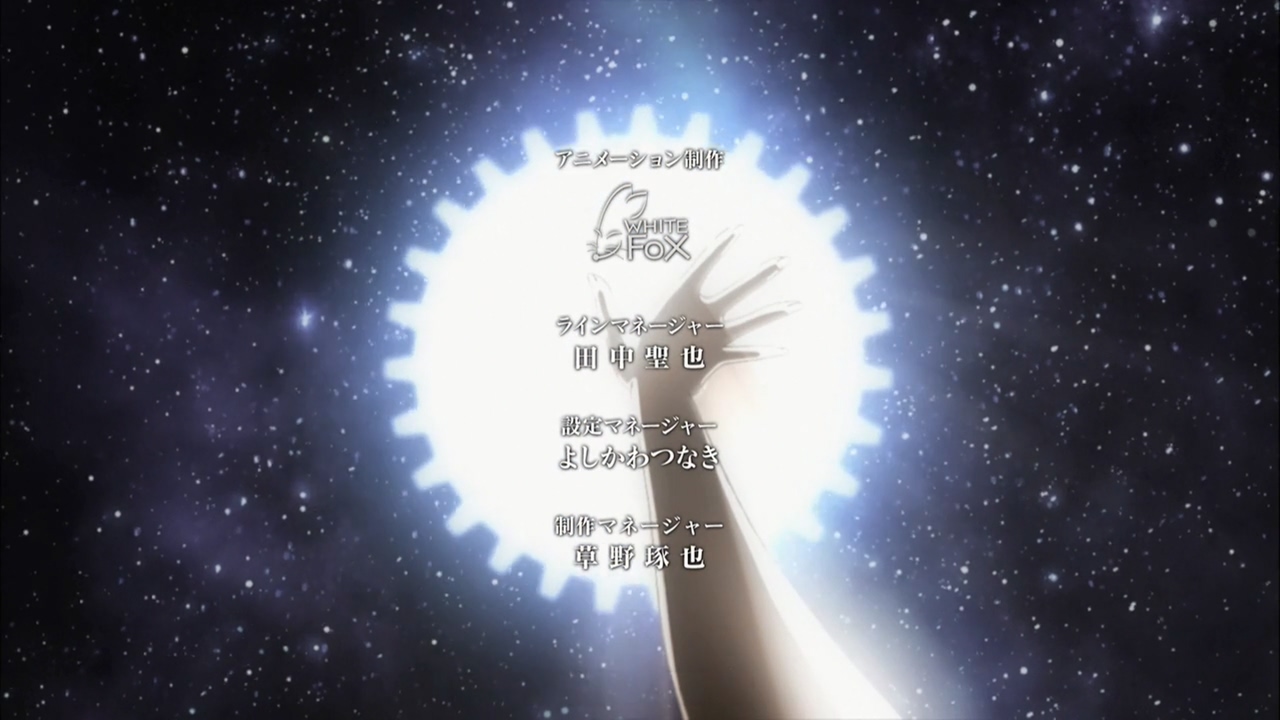 アニメーション制作
WHITE
FOX
ラインマネージャー
田中聖也
設定マネージャー
よしかわつなき
制作マネージャー
草野琢也